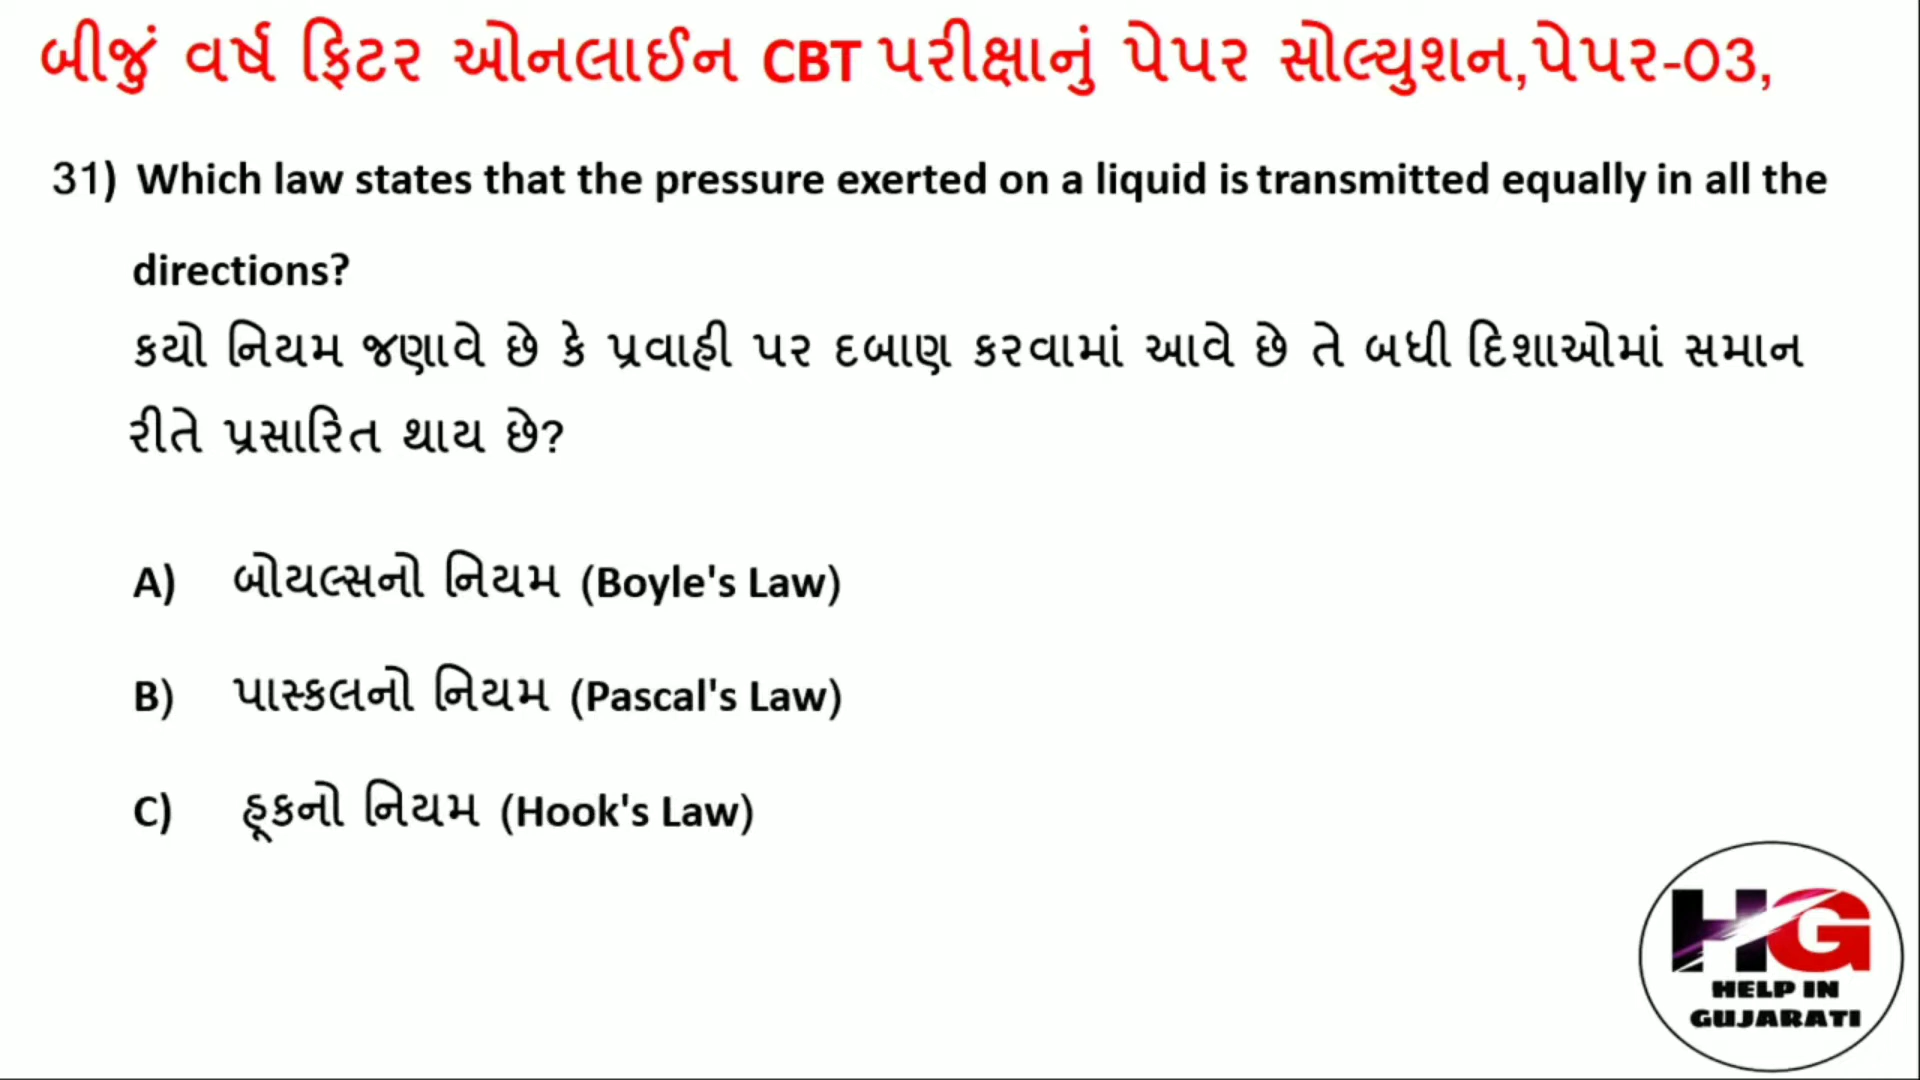 બીજું વર્ષ ફિટર ઓનલાઈન CBT પરીક્ષાનું પેપર સોલ્યુશન,પેપર-03,
31) Which law states that the pressure exerted on a liquid is transmitted equally in all the
directions?
કયો નિયમ જણાવે છે કે પ્રવાહી પર દબાણ કરવામાં આવે છે તે બધી દિશાઓમાં સમાન
રીતે પ્રસારિત થાય છે?
A) બોયલ્સનો નિયમ (Boyle's Law)
B) પાસ્કલનો નિયમ (Pascal's Law)
C) હૂકનો નિયમ (Hook's Law)
HG
HELP IN
GUJARATI